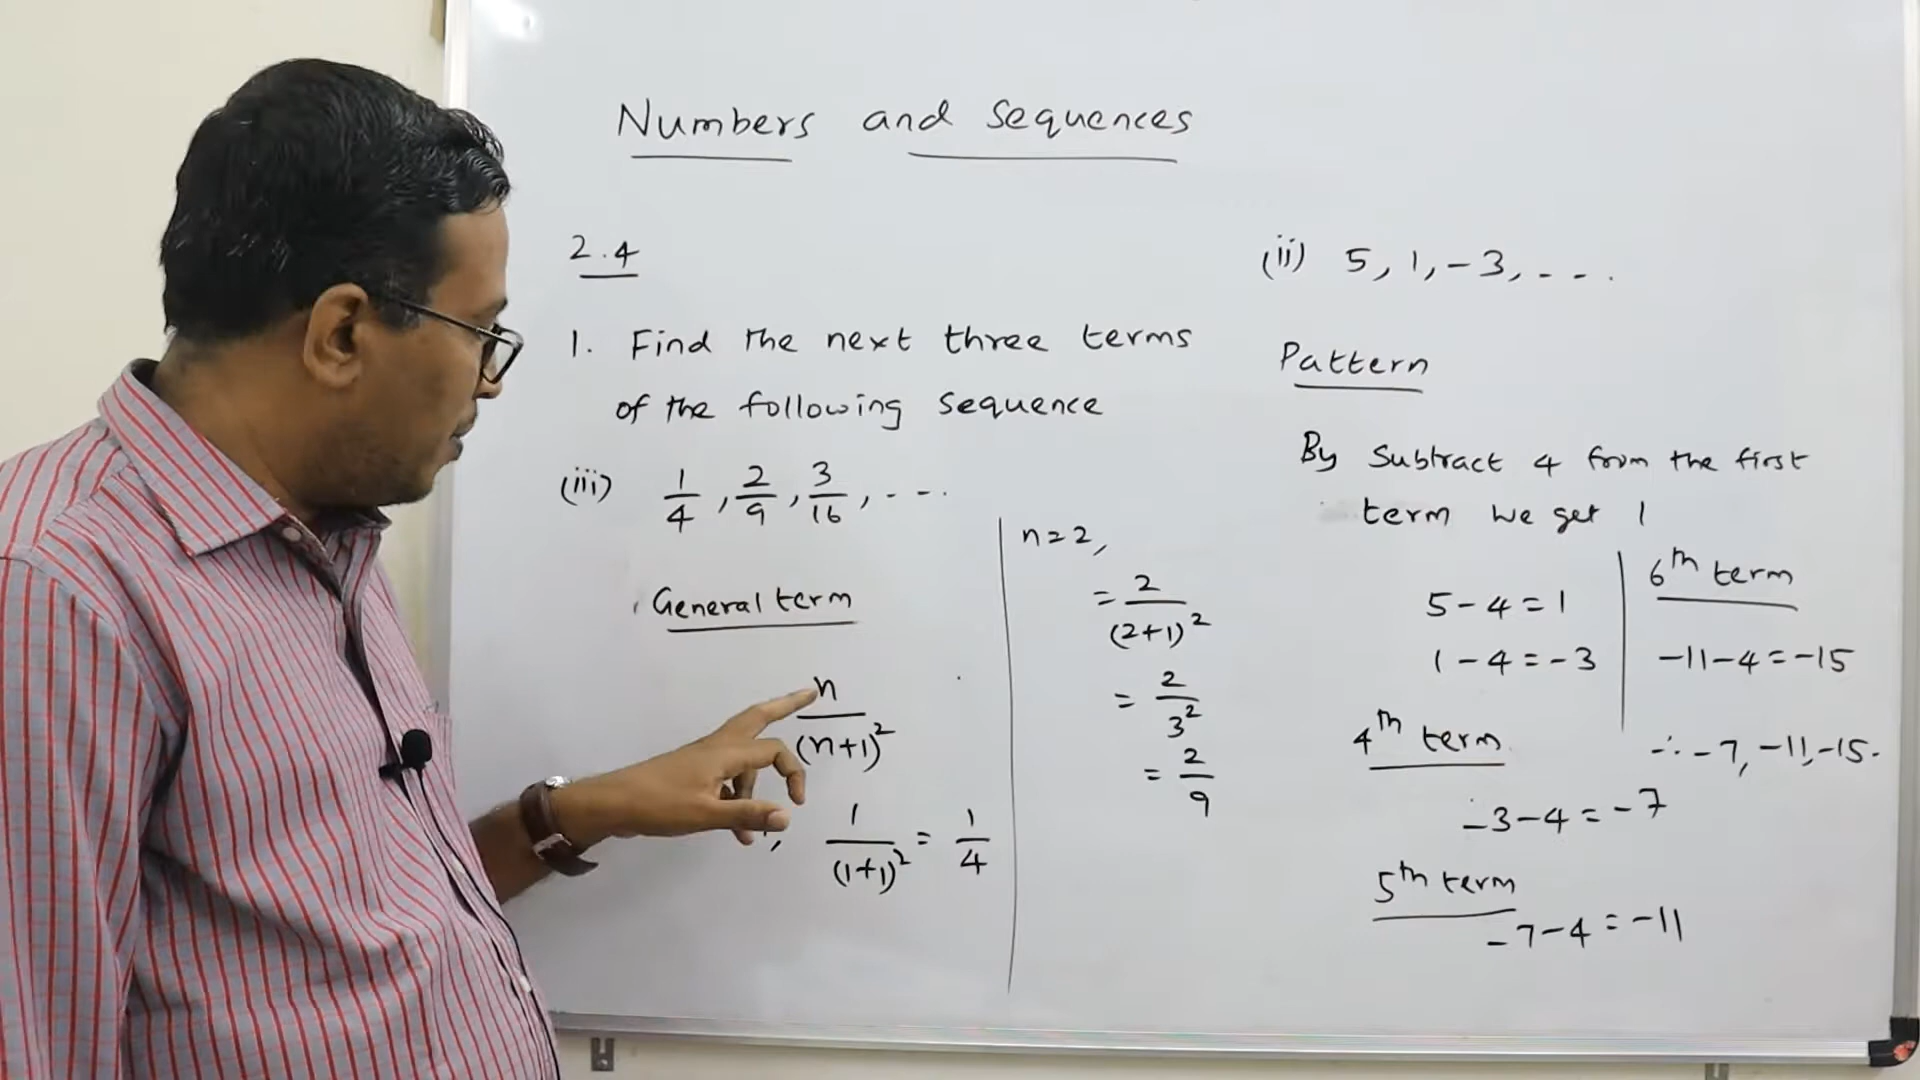 Numbers and Sequences
2.4
1. Find the next three terms
of the following sequence
(iii) 1/4, 2/9, 3/16, - - -.
General term
n/(n+1)²
1/(1+1)² = 1/4
n=2,
= 2/(2+1)²
= 2/3²
= 2/9
(ii) 5, 1, -3, - - .
Pattern
By Subtract 4 from the first
term we get 1
5-4=1
1-4=-3
4th term
-3-4=-7
5th term
-7-4=-11
6th term
-11-4=-15
∴ -7, -11, -15.